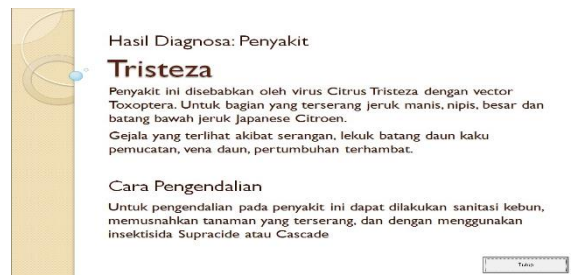 Hasil Diagnosa: Penyakit
Tristeza
Penyakit ini disebabkan oleh virus Citrus Tristeza dengan vector
Toxoptera. Untuk bagian yang terserang jeruk manis, nipis, besar dan
batang bawah jeruk Japanese Citroen.
Gejala yang terlihat akibat serangan, lekuk batang daun kaku
pemucatan, vena daun, pertumbuhan terhambat.
Cara Pengendalian
Untuk pengendalian pada penyakit ini dapat dilakukan sanitasi kebun,
memusnahkan tanaman yang terserang, dan dengan menggunakan
insektisida Supracide atau Cascade